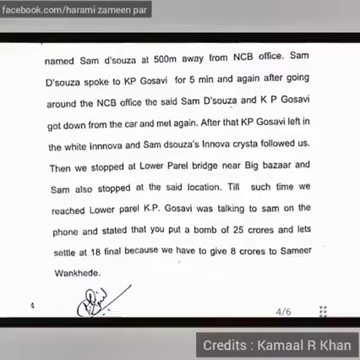 facebook.com/harami zameen par
named Sam d'souza at 500m away from NCB office. Sam
D'souza spoke to KP Gosavi for 5 min and again after going
around the NCB office the said Sam D'souza and K P Gosavi
got down from the car and met again. After that KP Gosavi left in
the white innnova and Sam dsouza's Innova crysta followed us.
Then we stopped at Lower Parel bridge near Big bazaar and
Sam also stopped at the said location. Till such time we
reached Lower parel K.P. Gosavi was talking to sam on the
phone and stated that you put a bomb of 25 crores and lets
settle at 18 final because we have to give 8 crores to Sameer
Wankhede.
4/6
Credits : Kamaal R Khan